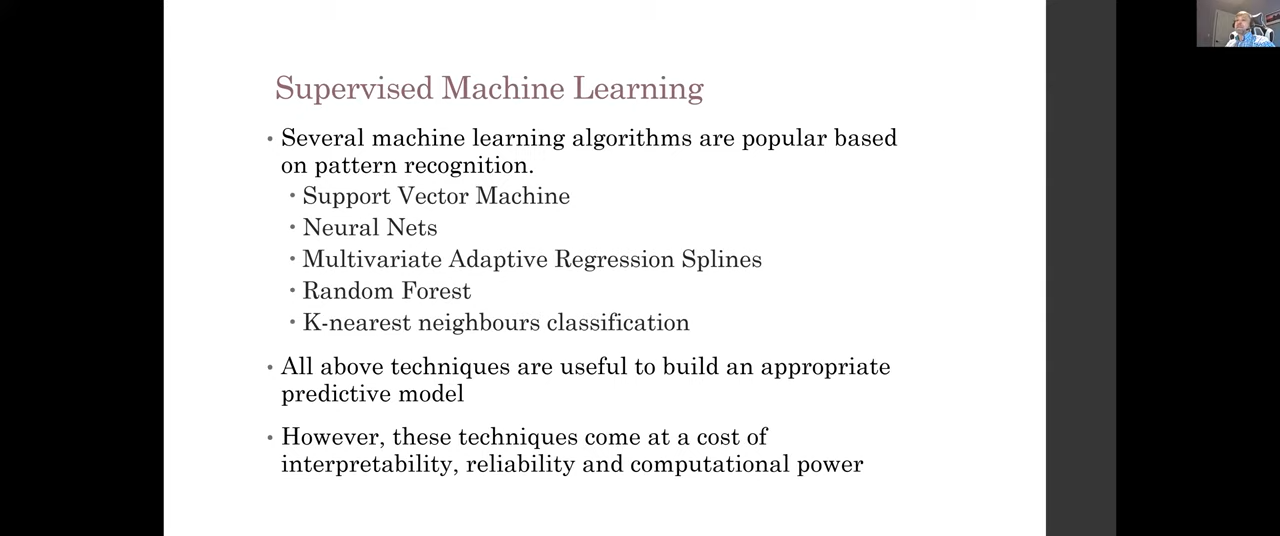 Supervised Machine Learning
• Several machine learning algorithms are popular based
on pattern recognition.
• Support Vector Machine
• Neural Nets
• Multivariate Adaptive Regression Splines
• Random Forest
• K-nearest neighbours classification
• All above techniques are useful to build an appropriate
predictive model
• However, these techniques come at a cost of
interpretability, reliability and computational power